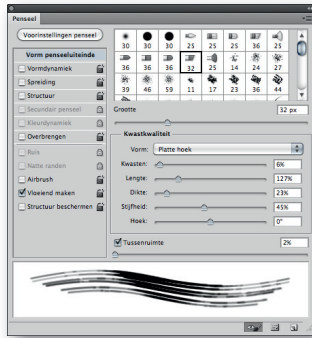 Penseel
Voorinstellingen penseel
Vorm penseeluiteinde
Vormdynamiek
Spreiding
Structuur
Secundair penseel
Kleurdynamiek
Overbrengen
Ruis
Natte randen
Airbrush
Vloeiend maken
Structuur beschermen
30 30 30 25 25 25 36 25
36 36 36 32 25 14 24 27
39 46 59 11 17 23 36 44
Grootte 32 px
Kwastkwaliteit
Vorm: Platte hoek
Kwasten: 6%
Lengte: 127%
Dikte: 23%
Stijfheid: 45%
Hoek: 0°
Tussenruimte 2%